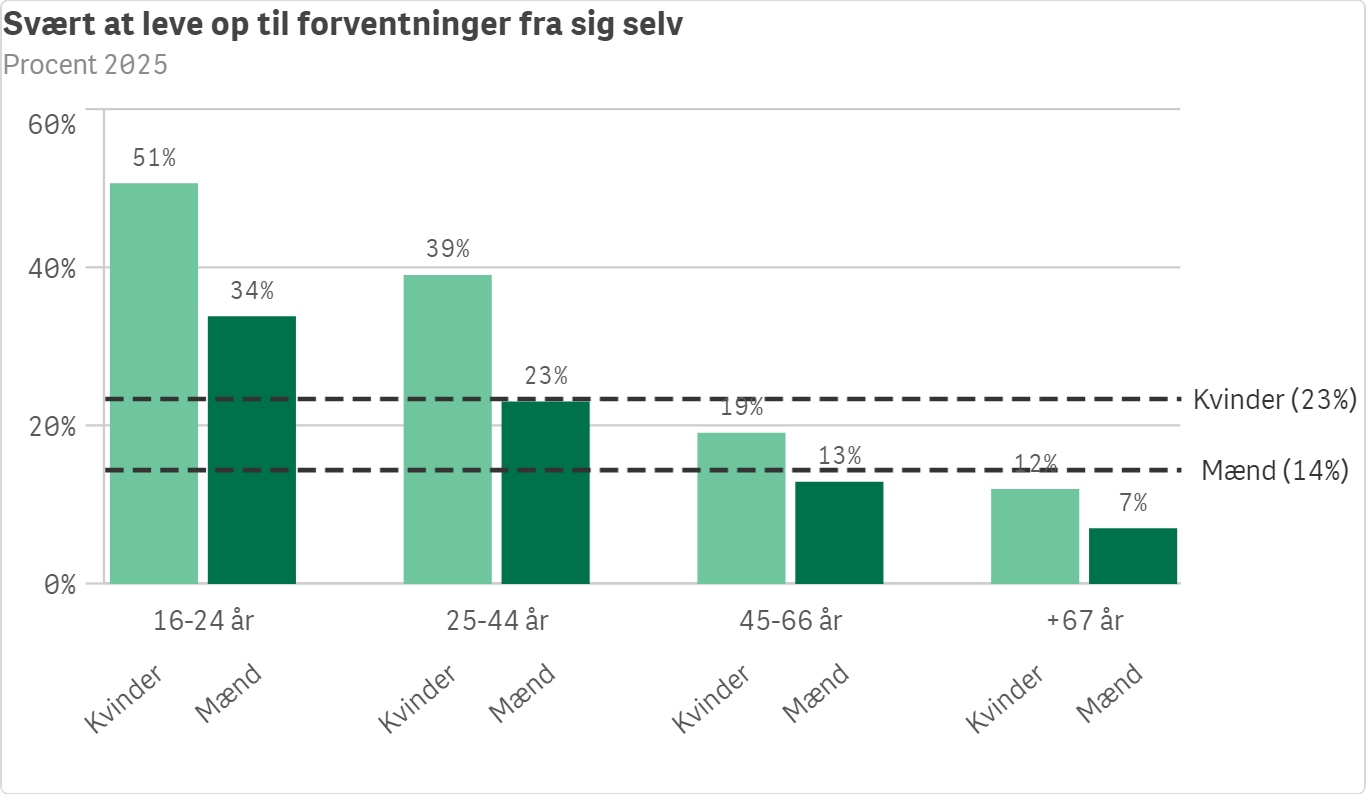 Svært at leve op til forventninger fra sig selv
Procent 2025
60%
40%
20%
0%
51%
34%
39%
23%
19%
13%
12%
7%
Kvinder (23%)
Mænd (14%)
16-24 år
25-44 år
45-66 år
+67 år
Kvinder
Mænd
Kvinder
Mænd
Kvinder
Mænd
Kvinder
Mænd